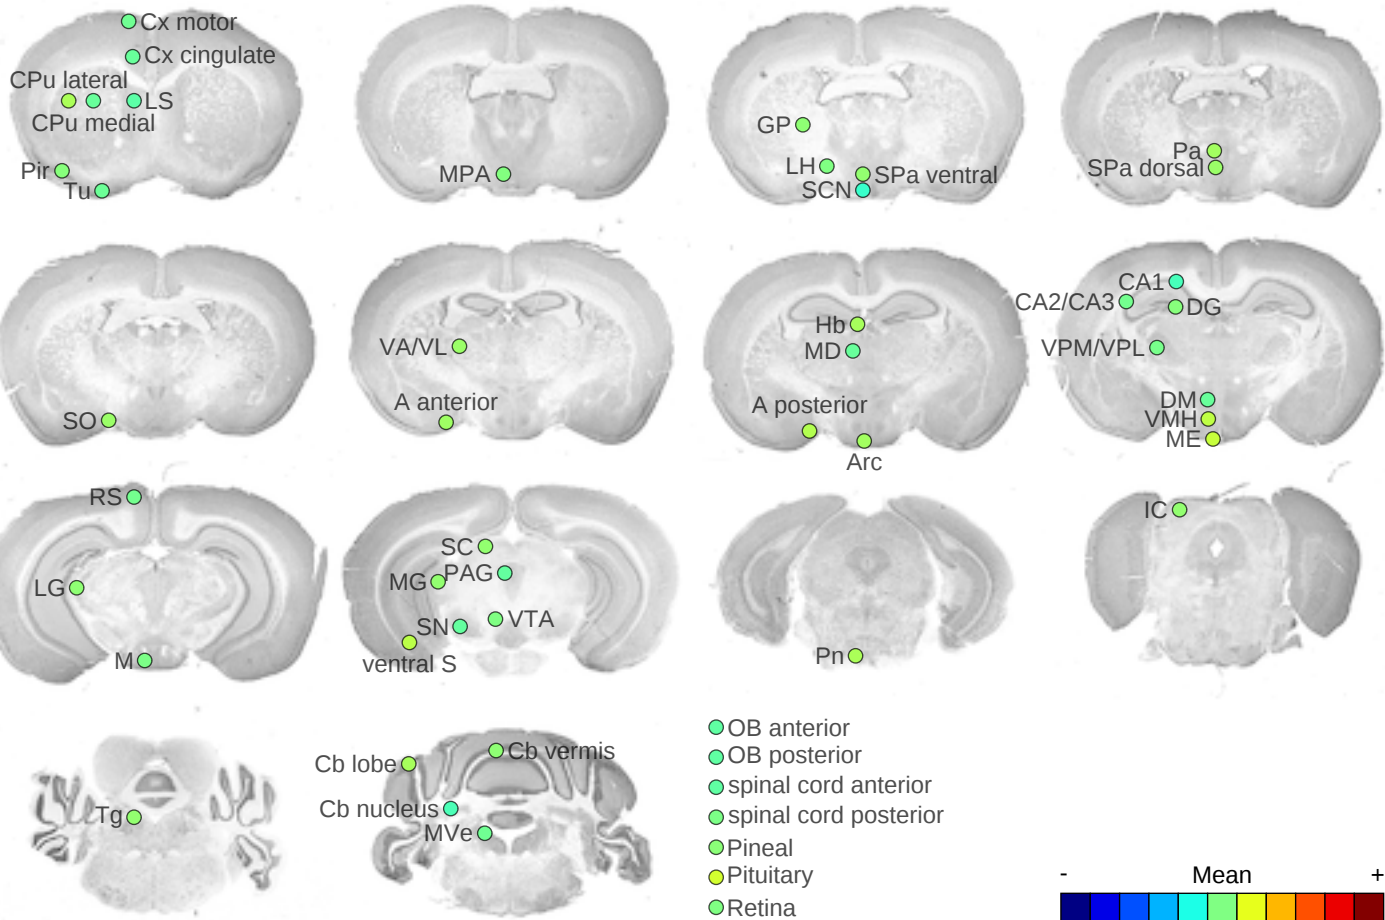 Cx motor
Cx cingulate
CPu lateral
LS
CPu medial
Pir
Tu
MPA
GP
LH
SPa ventral
SCN
Pa
SPa dorsal
SO
VA/VL
A anterior
Hb
MD
A posterior
Arc
CA1
CA2/CA3
DG
VPM/VPL
DM
VMH
ME
RS
LG
M
SC
MG
PAG
SN
VTA
ventral S
Pn
IC
Tg
Cb lobe
Cb vermis
Cb nucleus
MVe
OB anterior
OB posterior
spinal cord anterior
spinal cord posterior
Pineal
Pituitary
Retina
- Mean +